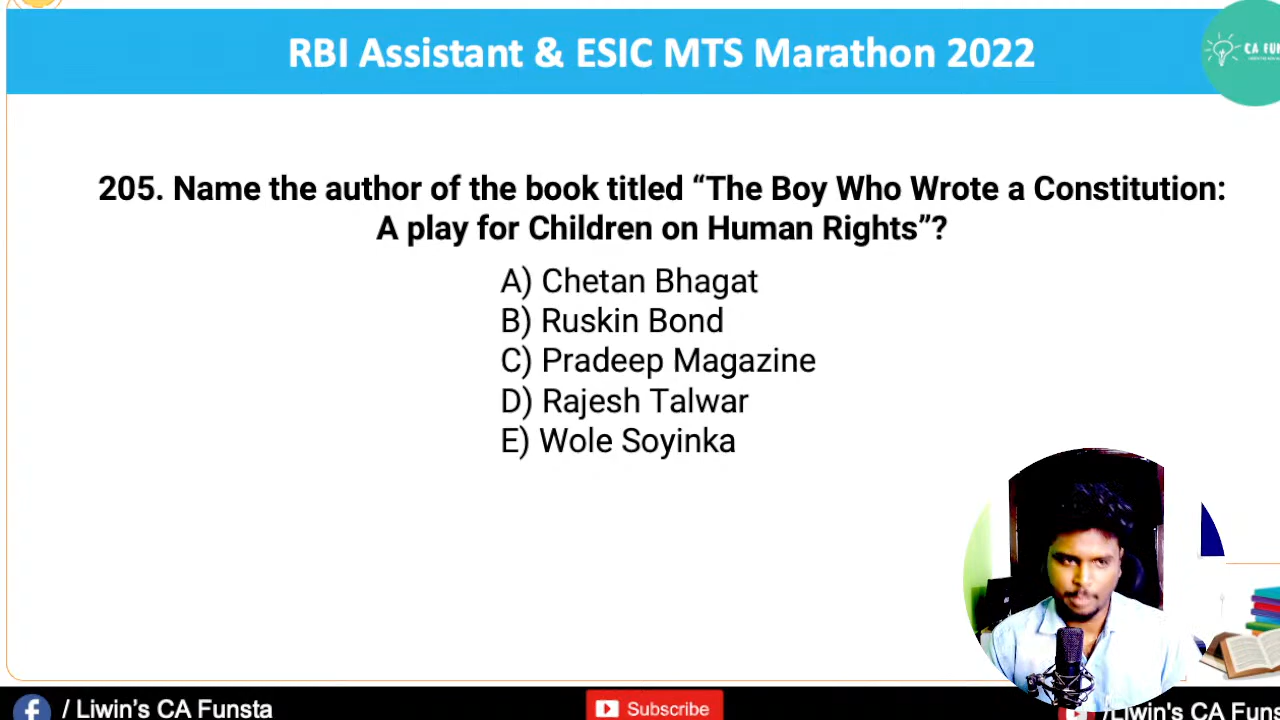 RBI Assistant & ESIC MTS Marathon 2022
CA FUN
205. Name the author of the book titled “The Boy Who Wrote a Constitution:
A play for Children on Human Rights”?
A) Chetan Bhagat
B) Ruskin Bond
C) Pradeep Magazine
D) Rajesh Talwar
E) Wole Soyinka
/ Liwin’s CA Funsta
Subscribe
/Liwin's CA Funs